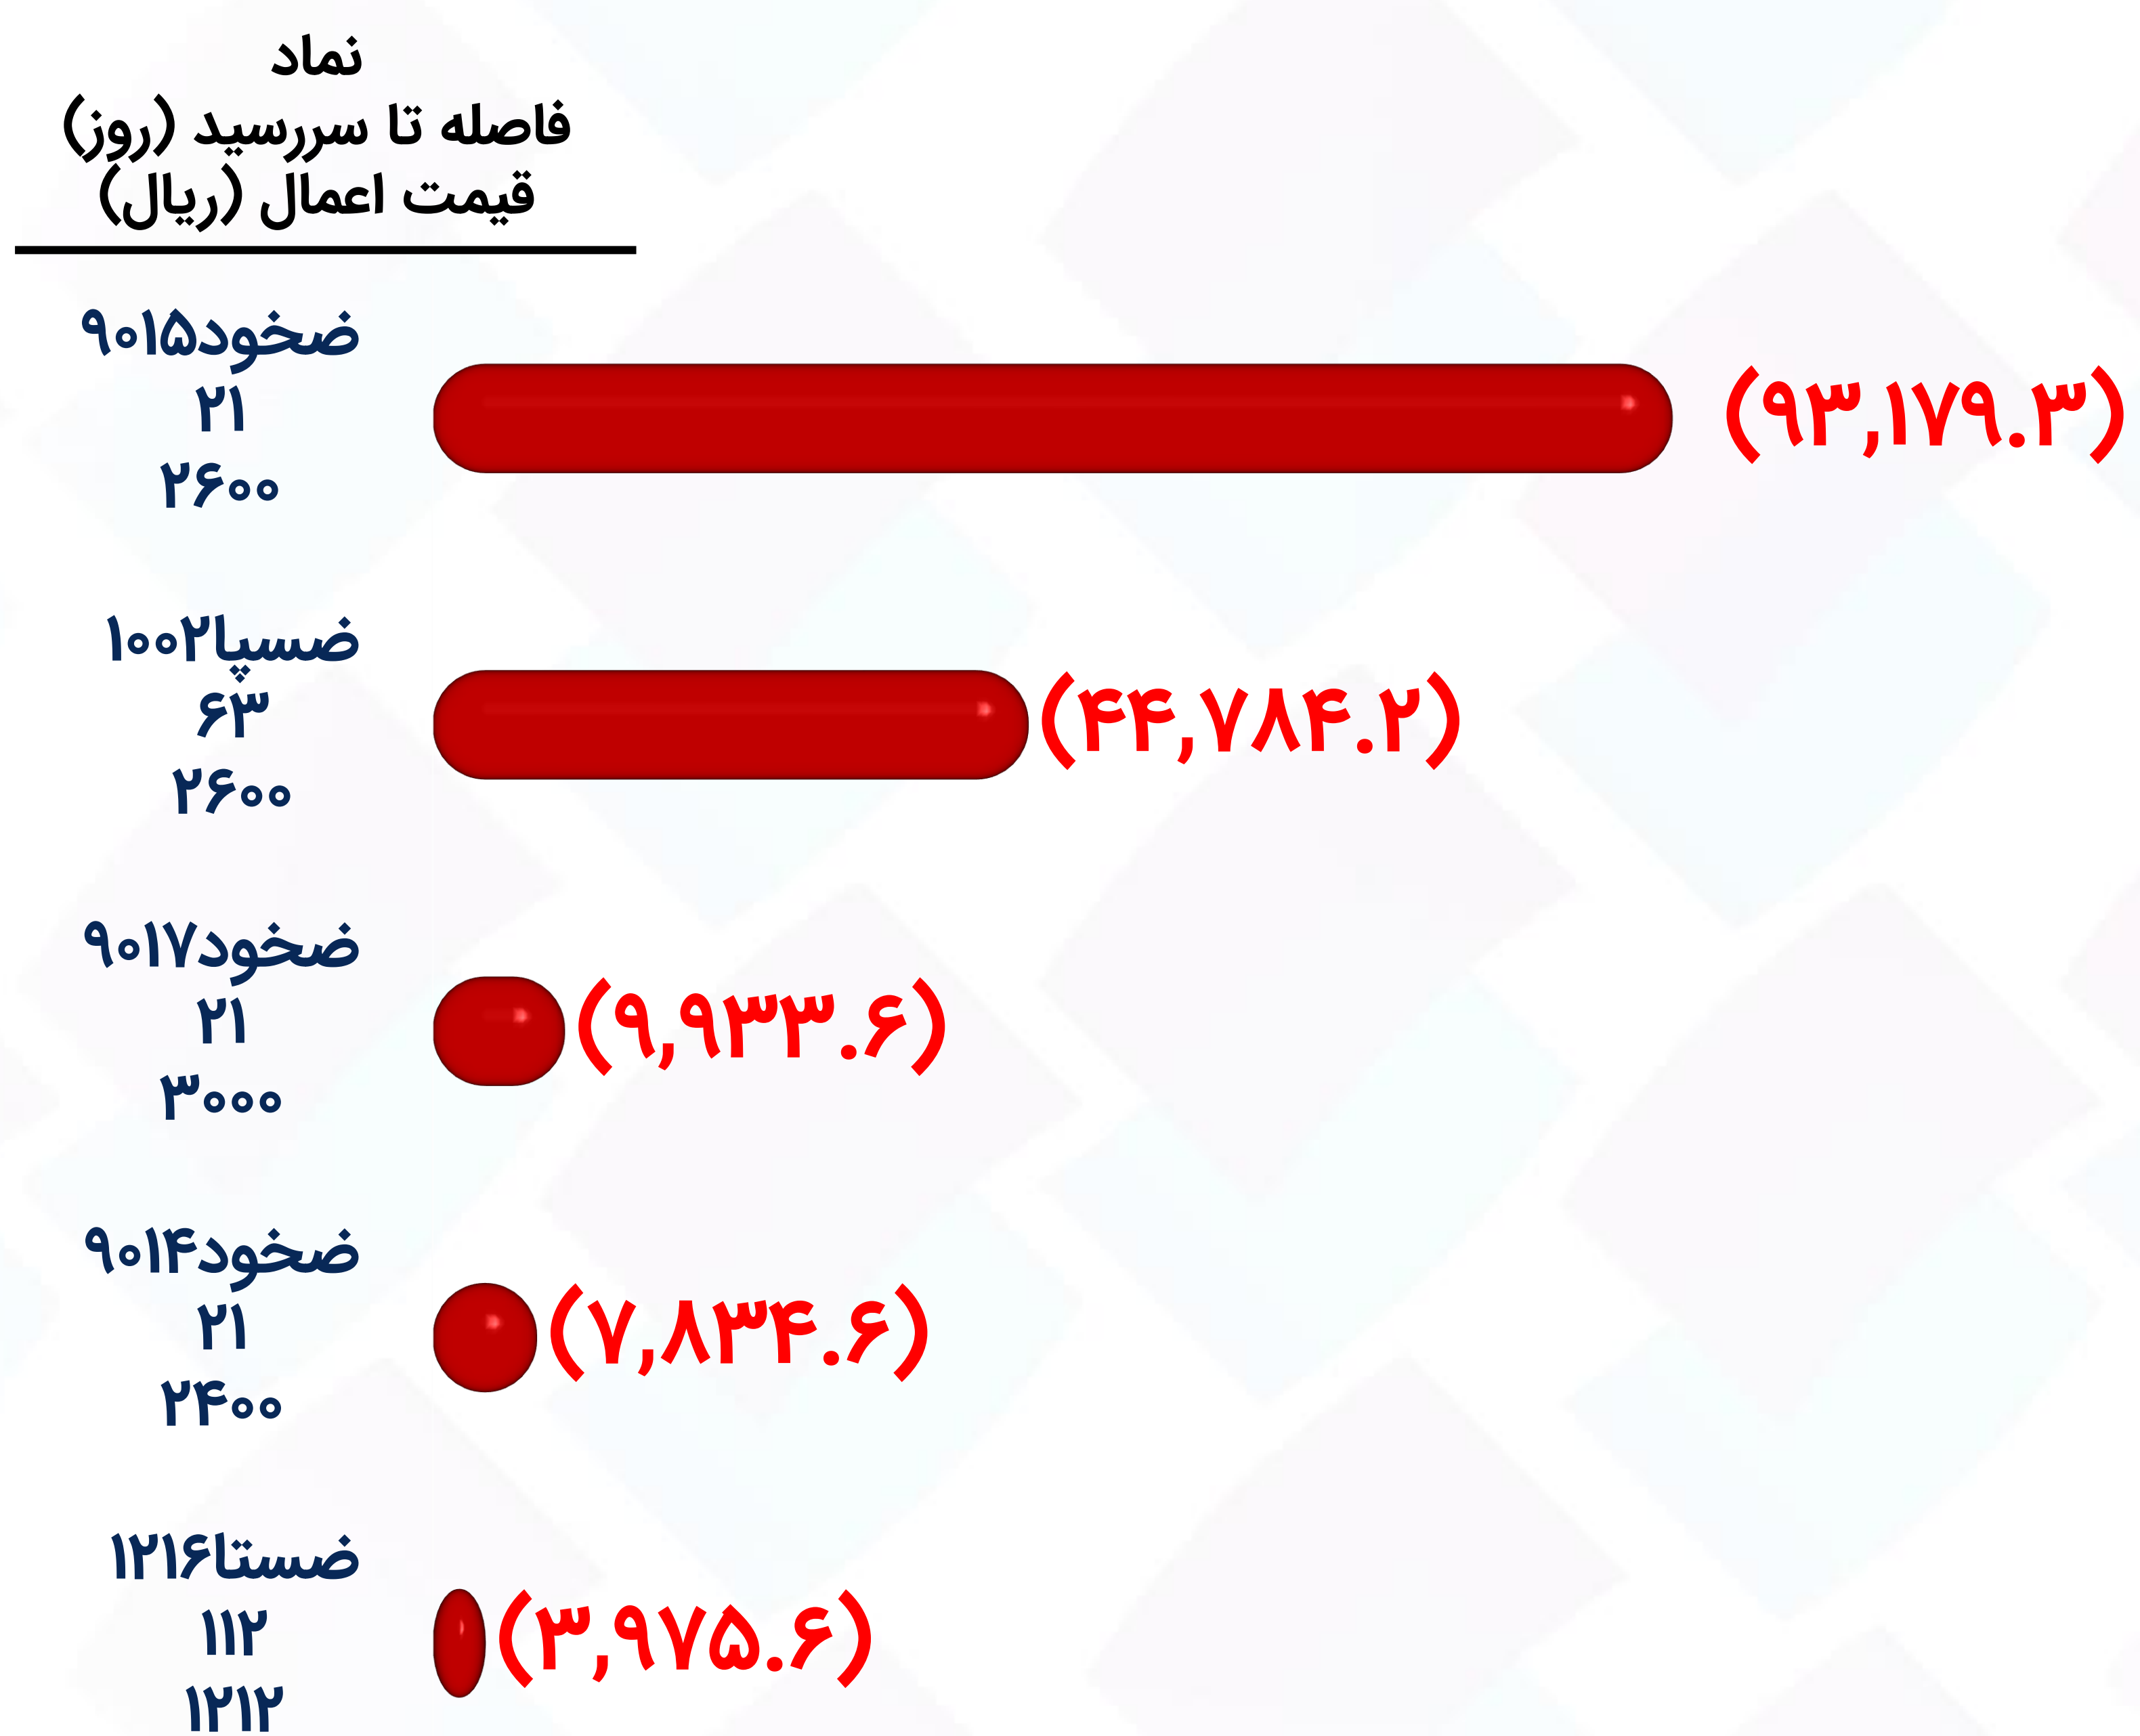 نماد
فاصله تا سررسید (روز)
قیمت اعمال (ریال)
ضخود۹۰۱۵
۲۱
۲۶۰۰
(۹۳,۱۷۹.۳)
ضسپا۱۰۰۲
۶۳
۲۶۰۰
(۴۴,۷۸۴.۲)
ضخود۹۰۱۷
۲۱
۳۰۰۰
(۹,۹۳۳.۶)
ضخود۹۰۱۴
۲۱
۲۴۰۰
(۷,۸۳۴.۶)
ضستا۱۲۱۶
۱۱۲
۱۲۱۲
(۳,۹۷۵.۶)